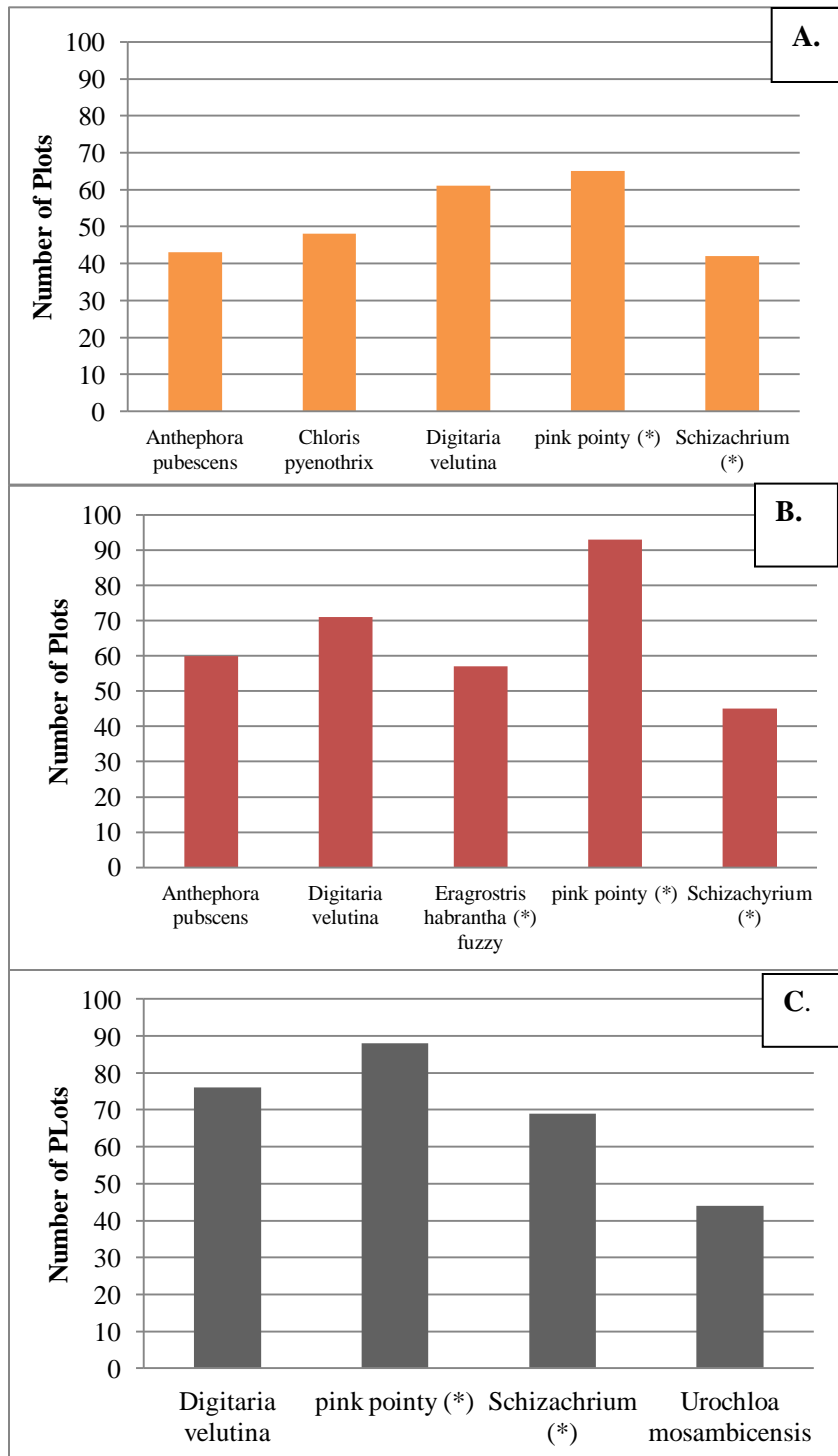 A.
Number of Plots
100
90
80
70
60
50
40
30
20
10
0
Anthephora
pubescens
Chloris
pyenothrix
Digitaria
velutina
pink pointy (*)
Schizachrium
(*)
B.
Number of Plots
100
90
80
70
60
50
40
30
20
10
0
Anthephora
pubscens
Digitaria
velutina
Eragrostris
habrantha (*)
fuzzy
pink pointy (*)
Schizachyrium
(*)
C.
Number of PLots
100
90
80
70
60
50
40
30
20
10
0
Digitaria
velutina
pink pointy (*)
Schizachrium
(*)
Urochloa
mosambicensis